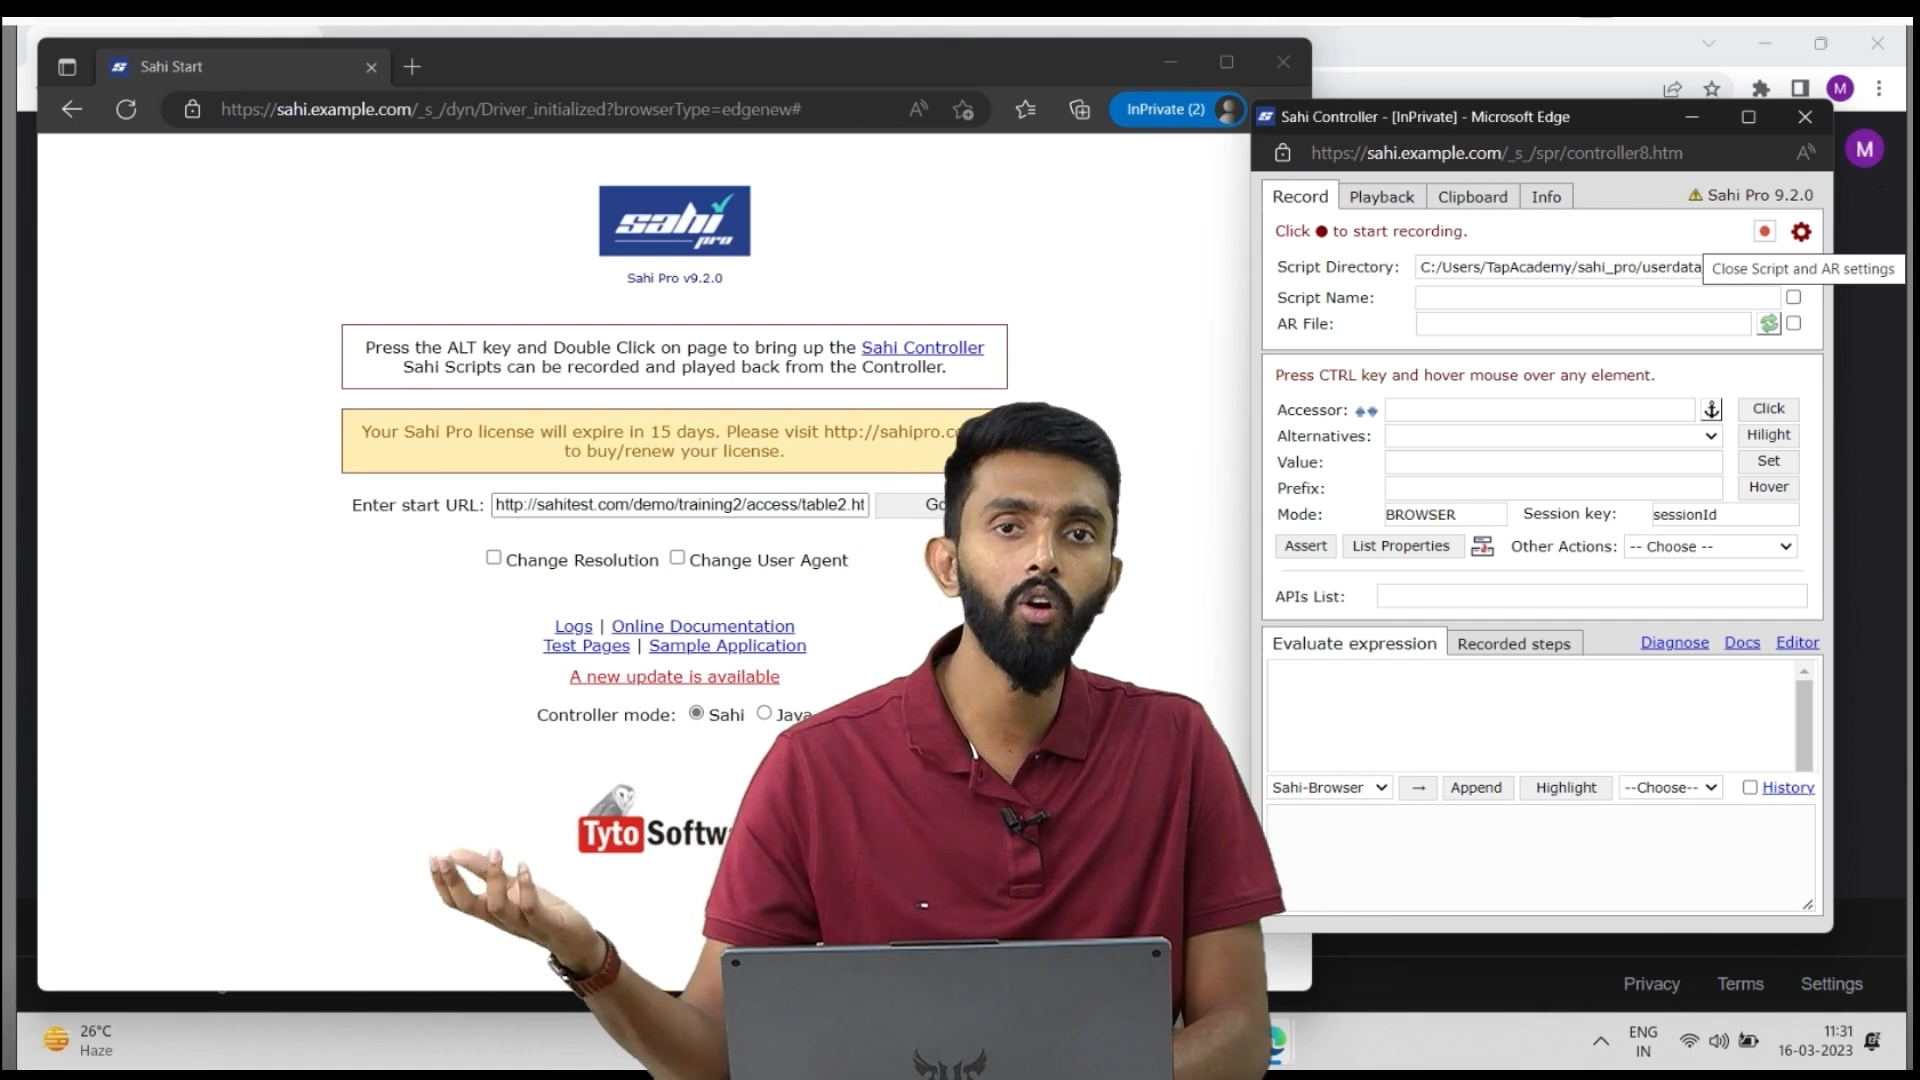 Sahi Start
https://sahi.example.com/_s_/dyn/Driver_initialized?browserType=edgenew#
InPrivate (2)
sahi
pro
Sahi Pro v9.2.0
Press the ALT key and Double Click on page to bring up the Sahi Controller
Sahi Scripts can be recorded and played back from the Controller.
Your Sahi Pro license will expire in 15 days. Please visit http://sahipro.c
to buy/renew your license.
Enter start URL: http://sahitest.com/demo/training2/access/table2.ht Go
Change Resolution Change User Agent
Logs | Online Documentation
Test Pages | Sample Application
A new update is available
Controller mode: Sahi Java
Tyto Softw
M
Sahi Controller - [InPrivate] - Microsoft Edge
https://sahi.example.com/_s_/spr/controller8.htm
M
Record Playback Clipboard Info Sahi Pro 9.2.0
Click to start recording.
Script Directory: C:/Users/TapAcademy/sahi_pro/userdata
Close Script and AR settings
Script Name:
AR File:
Press CTRL key and hover mouse over any element.
Accessor: Click
Alternatives: Hilight
Value: Set
Prefix: Hover
Mode: BROWSER Session key: sessionId
Assert List Properties Other Actions: -- Choose --
APIs List:
Evaluate expression Recorded steps Diagnose Docs Editor
Sahi-Browser → Append Highlight --Choose-- History
Privacy Terms Settings
26°C
Haze
ENG
IN
11:31
16-03-2023